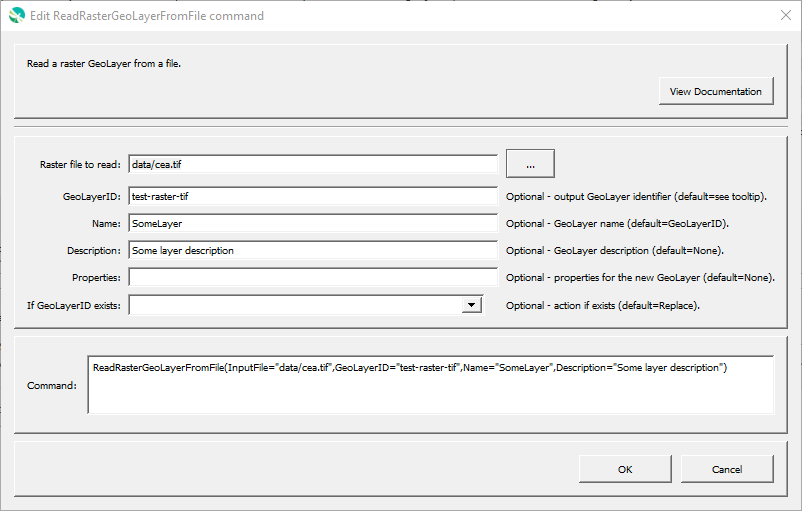 Edit ReadRasterGeoLayerFromFile command
Read a raster GeoLayer from a file.
View Documentation
Raster file to read: data/cea.tif ...
GeoLayerID: test-raster-tif Optional - output GeoLayer identifier (default=see tooltip).
Name: SomeLayer Optional - GeoLayer name (default=GeoLayerID).
Description: Some layer description Optional - GeoLayer description (default=None).
Properties: Optional - properties for the new GeoLayer (default=None).
If GeoLayerID exists: Optional - action if exists (default=Replace).
Command: ReadRasterGeoLayerFromFile(InputFile="data/cea.tif",GeoLayerID="test-raster-tif",Name="SomeLayer",Description="Some layer description")
OK Cancel